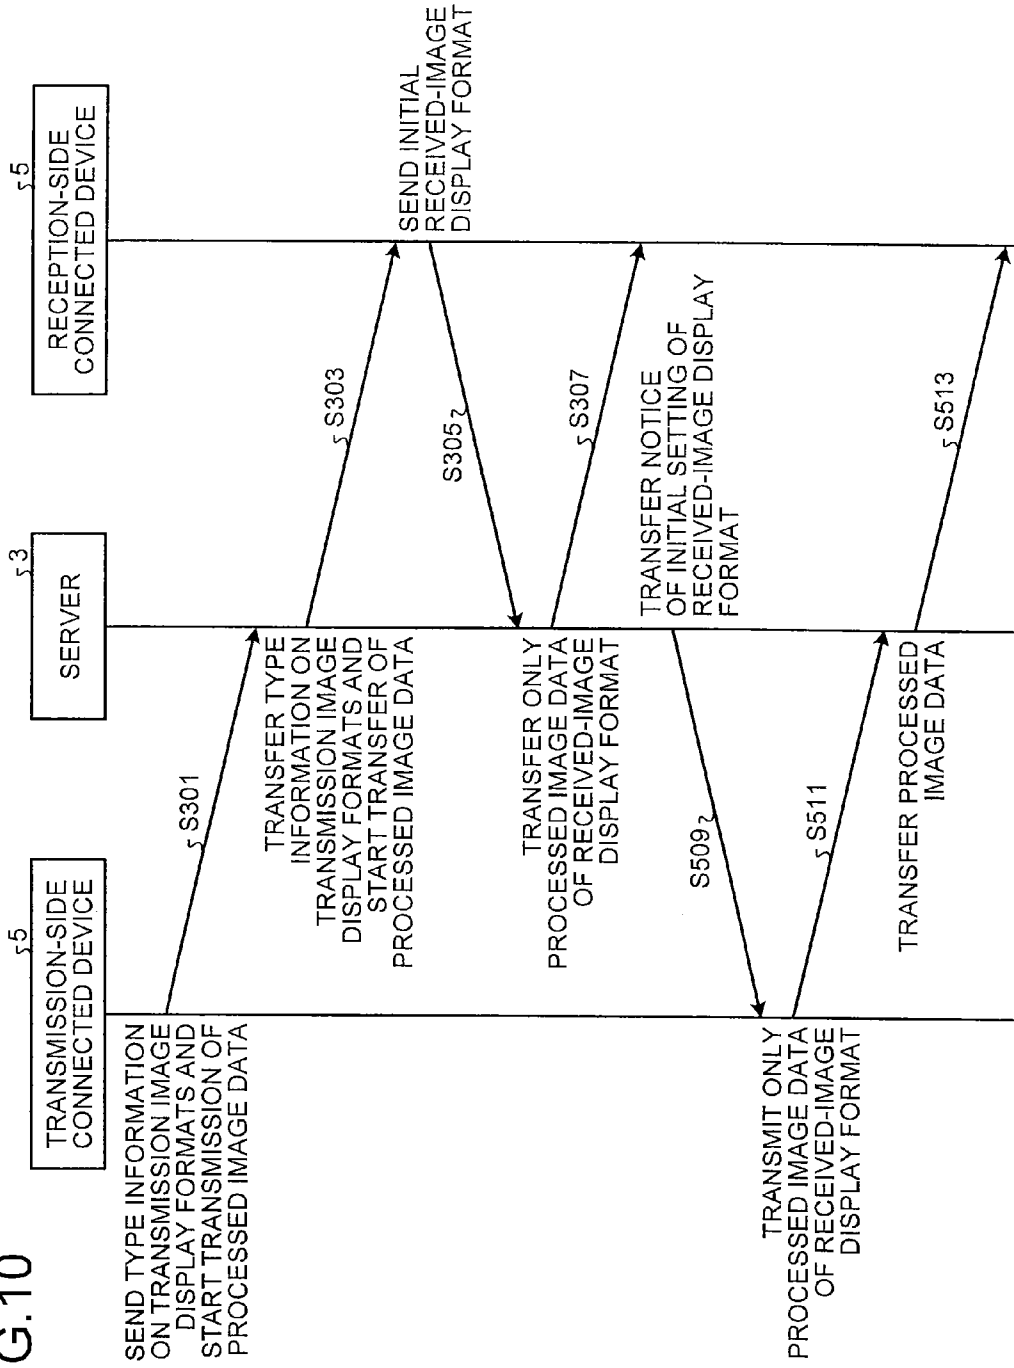 G.10
TRANSMISSION-SIDE
CONNECTED DEVICE
5
SERVER
3
RECEPTION-SIDE
CONNECTED DEVICE
5
SEND TYPE INFORMATION
ON TRANSMISSION IMAGE
DISPLAY FORMATS AND
START TRANSMISSION OF
PROCESSED IMAGE DATA
S301
TRANSFER TYPE
INFORMATION ON
TRANSMISSION IMAGE
DISPLAY FORMATS AND
START TRANSFER OF
PROCESSED IMAGE DATA
S303
SEND INITIAL
RECEIVED-IMAGE
DISPLAY FORMAT
S305
TRANSFER ONLY
PROCESSED IMAGE DATA
OF RECEIVED-IMAGE
DISPLAY FORMAT
S307
TRANSFER NOTICE
OF INITIAL SETTING OF
RECEIVED-IMAGE DISPLAY
FORMAT
S509
TRANSMIT ONLY
PROCESSED IMAGE DATA
OF RECEIVED-IMAGE
DISPLAY FORMAT
S511
TRANSFER PROCESSED
IMAGE DATA
S513